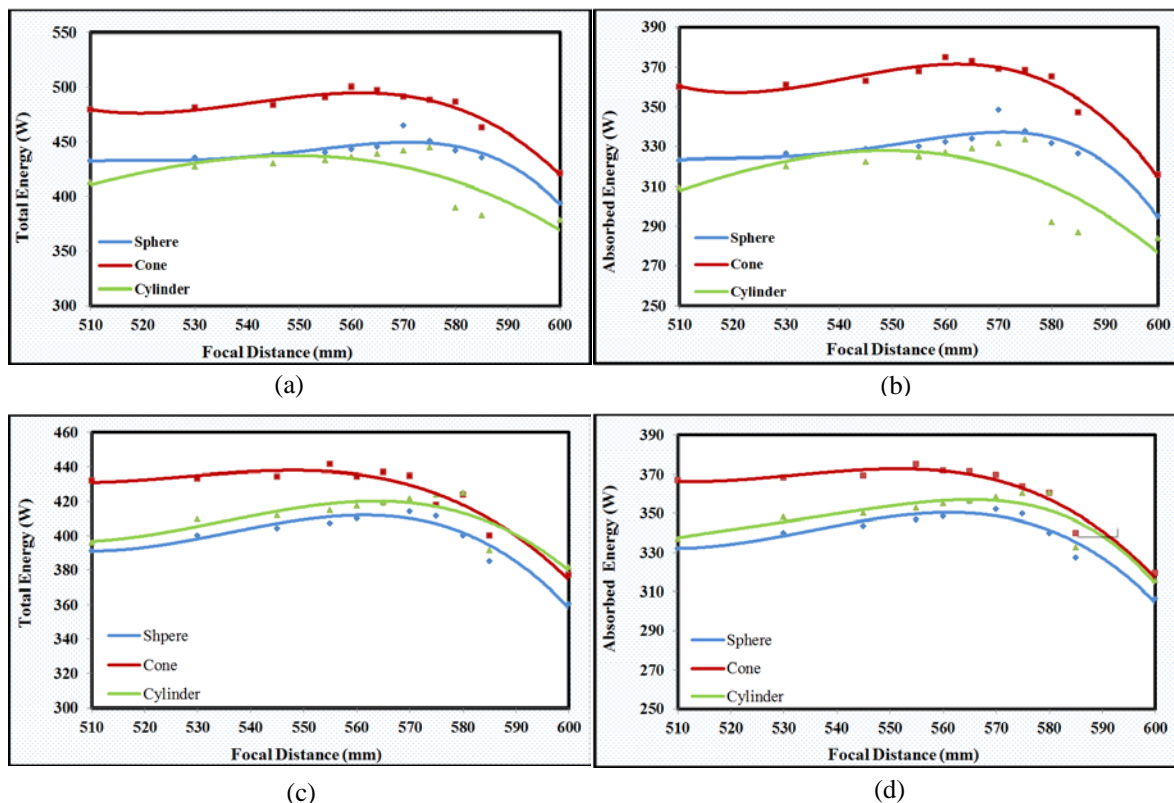 550
500
450
400
350
300
Total Energy (W)
Sphere
Cone
Cylinder
510 520 530 540 550 560 570 580 590 600
Focal Distance (mm)
(a)
390
370
350
330
310
290
270
250
Absorbed Energy (W)
Sphere
Cone
Cylinder
510 520 530 540 550 560 570 580 590 600
Focal Distance (mm)
(b)
460
440
420
400
380
360
340
320
300
Total Energy (W)
Shpere
Cone
Cylinder
510 520 530 540 550 560 570 580 590 600
Focal Distance (mm)
(c)
390
370
350
330
310
290
270
250
Absorbed Energy (W)
Sphere
Cone
Cylinder
510 520 530 540 550 560 570 580 590 600
Focal Distance (mm)
(d)